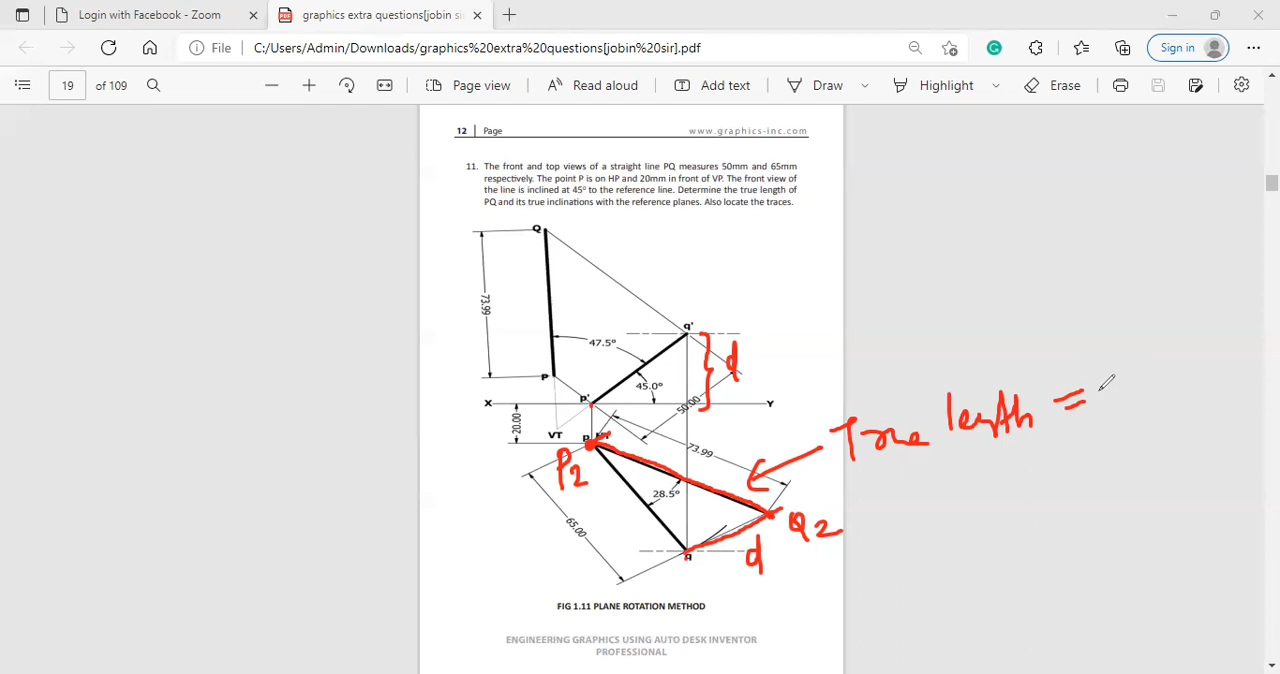 Login with Facebook - Zoom
graphics extra questions[jobin si
File
C:/Users/Admin/Downloads/graphics%20exta%20questions[jobin%20sir].pdf
Sign in
19
of 109
Page view
Read aloud
Add text
Draw
Highlight
Erase
12 | Page
www.graphics-inc.com
11. The front and top views of a straight line PQ measures 50mm and 65mm
respectively. The point P is on HP and 20mm in front of VP. The front view of
the line is inclined at 45° to the reference line. Determine the true length of
PQ and its true inclinations with the reference planes. Also locate the traces.
Q
73.99
47.5°
q'
d
P
45.0°
p'
X
Y
50.00
20.00
VT
True length =
P2
73.99
28.5°
65.00
Q2
q
d
FIG 1.11 PLANE ROTATION METHOD
ENGINEERING GRAPHICS USING AUTO DESK INVENTOR
PROFESSIONAL